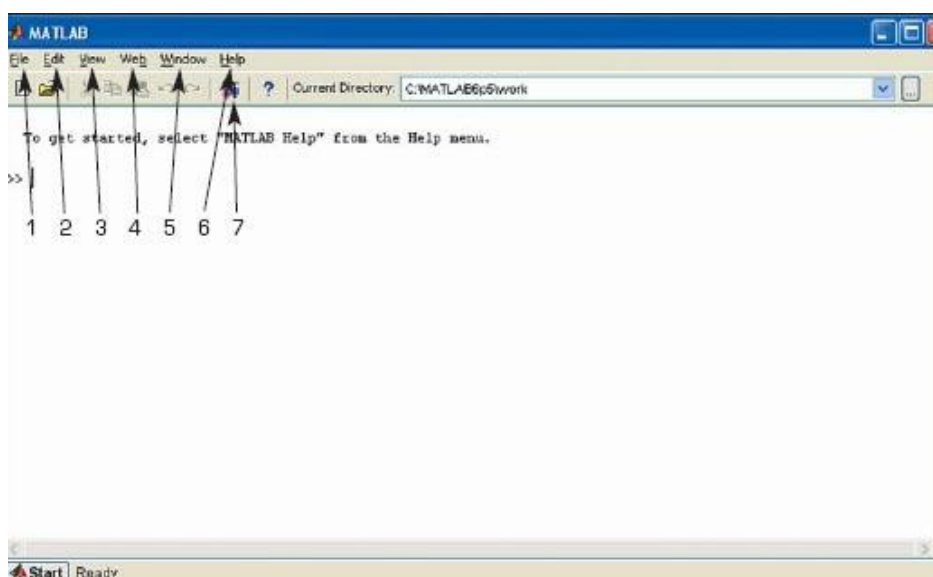 MATLAB
File Edit View Web Window Help
? Current Directory: C:\MATLAB6p5\work
To get started, select "MATLAB Help" from the Help menu.
>>
1 2 3 4 5 6 7
Start Ready